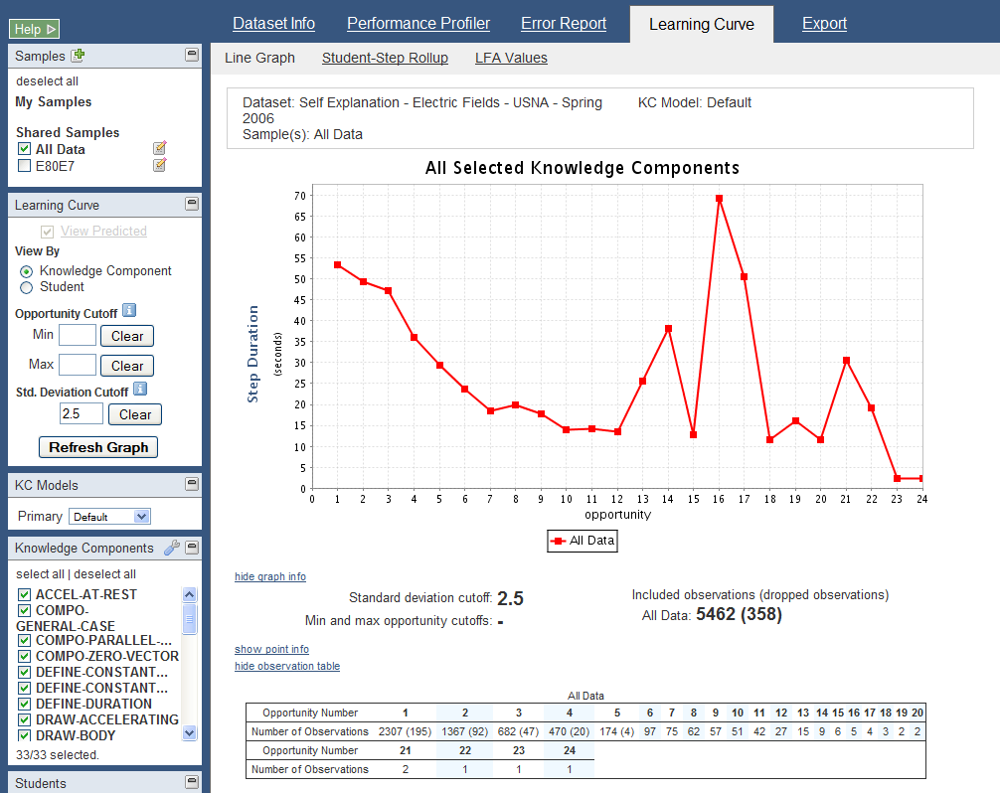 Help
Dataset Info Performance Profiler Error Report Learning Curve Export
Line Graph Student-Step Rollup LFA Values
Samples
deselect all
My Samples
Shared Samples
All Data
E80E7
Learning Curve
View Predicted
View By
Knowledge Component
Student
Opportunity Cutoff
Min Clear
Max Clear
Std. Deviation Cutoff
2.5 Clear
Refresh Graph
KC Models
Primary Default
Knowledge Components
select all | deselect all
ACCEL-AT-REST
COMPO-
GENERAL-CASE
COMPO-PARALLEL-...
COMPO-ZERO-VECTOR
DEFINE-CONSTANT...
DEFINE-CONSTANT...
DEFINE-DURATION
DRAW-ACCELERATING
DRAW-BODY
33/33 selected.
Students
Dataset: Self Explanation - Electric Fields - USNA - Spring
2006
Sample(s): All Data
KC Model: Default
All Selected Knowledge Components
Step Duration
(seconds)
70
65
60
55
50
45
40
35
30
25
20
15
10
5
0
0 1 2 3 4 5 6 7 8 9 10 11 12 13 14 15 16 17 18 19 20 21 22 23 24
opportunity
All Data
hide graph info
Standard deviation cutoff: 2.5
Min and max opportunity cutoffs: -
Included observations (dropped observations)
All Data: 5462 (358)
show point info
hide observation table
All Data
Opportunity Number 1 2 3 4 5 6 7 8 9 10 11 12 13 14 15 16 17 18 19 20
Number of Observations 2307 (195) 1367 (92) 682 (47) 470 (20) 174 (4) 97 75 62 57 51 42 27 15 9 6 5 4 3 2 2
Opportunity Number 21 22 23 24
Number of Observations 2 1 1 1